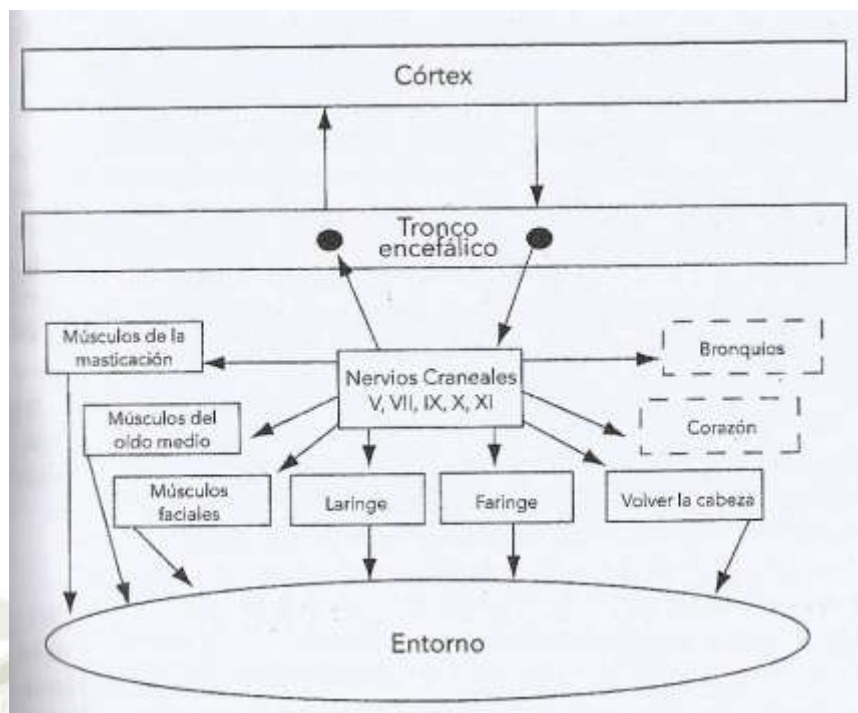 Córtex
Tronco
encefálico
Músculos de la
masticación
Nervios Craneales
V, VII, IX, X, XI
Bronquios
Músculos del
oído medio
Corazón
Músculos
faciales
Laringe
Faringe
Volver la cabeza
Entorno